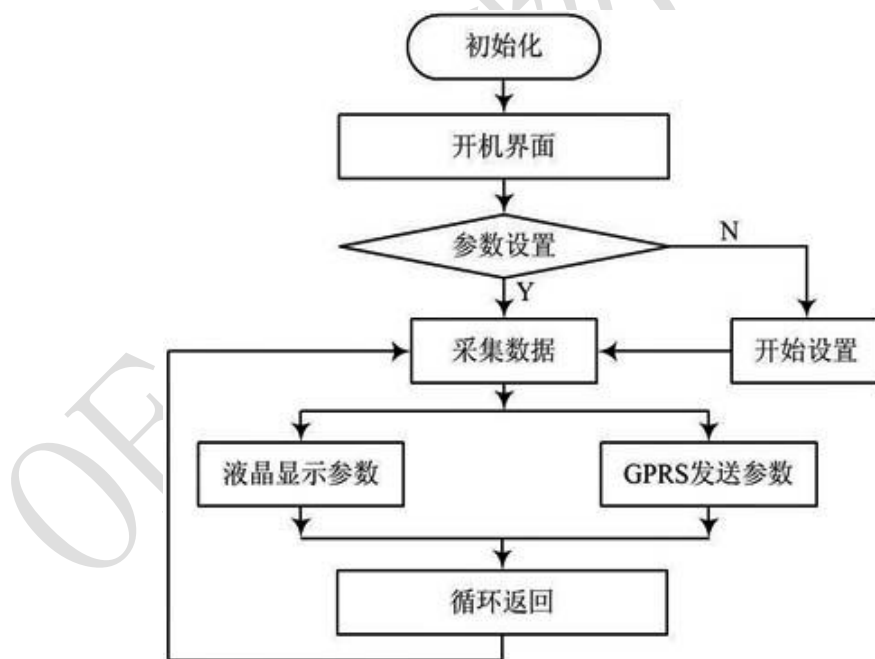 初始化
开机界面
参数设置
N
Y
采集数据
开始设置
液晶显示参数
GPRS发送参数
循环返回
OF